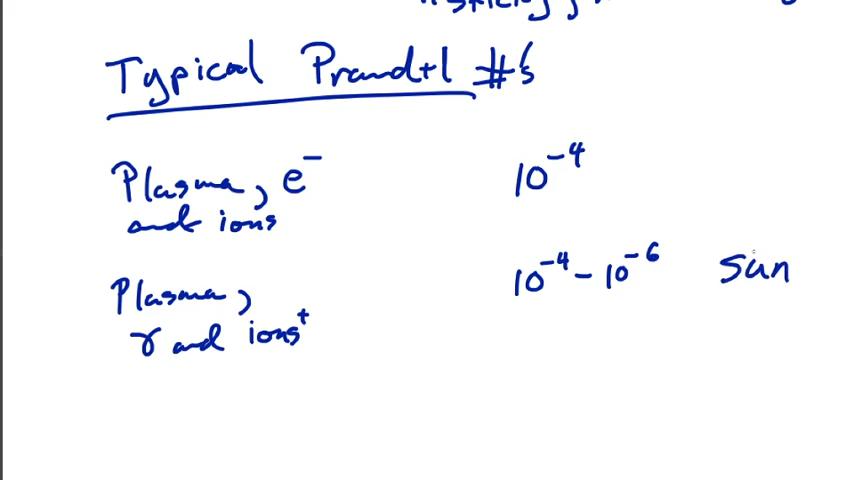 Typical Prandtl #'s
Plasma, e⁻ 10⁻⁴
and ions
Plasma, 10⁻⁴ - 10⁻⁶ sun
γ and ions⁺